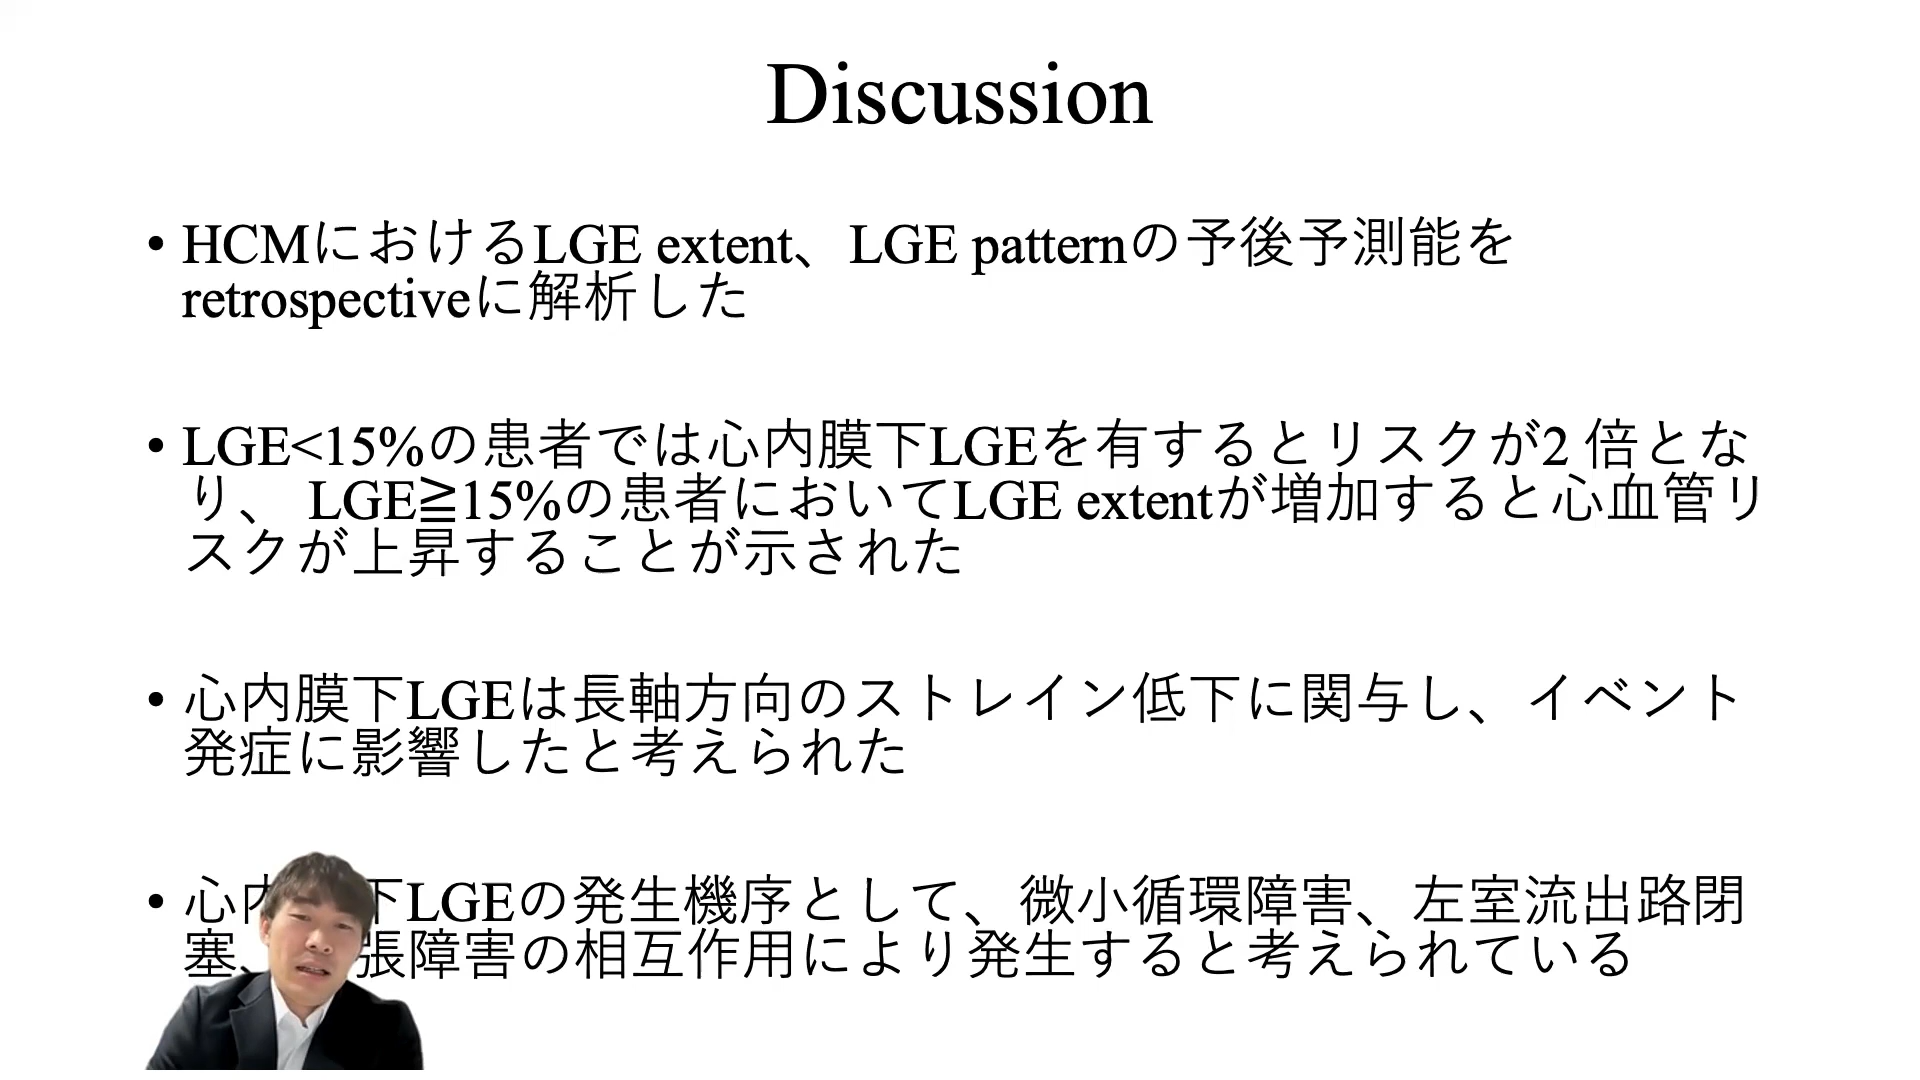 Discussion
• HCMにおけるLGE extent、LGE patternの予後予測能を
retrospectiveに解析した
• LGE<15%の患者では心内膜下LGEを有するとリスクが2 倍とな
り、 LGE≧15%の患者においてLGE extentが増加すると心血管リ
スクが上昇することが示された
• 心内膜下LGEは長軸方向のストレイン低下に関与し、イベント
発症に影響したと考えられた
• 心内 下LGEの発生機序として、微小循環障害、左室流出路閉
塞、 張障害の相互作用により発生すると考えられている